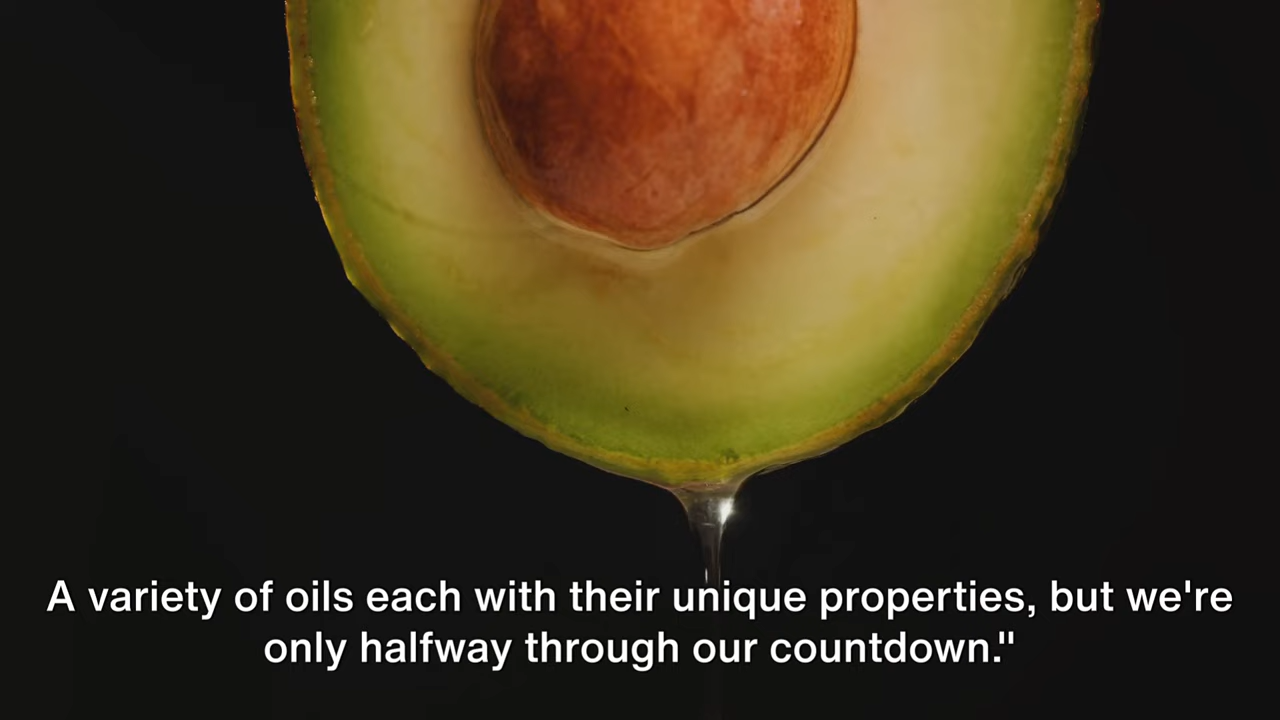 A variety of oils each with their unique properties, but we're
only halfway through our countdown."